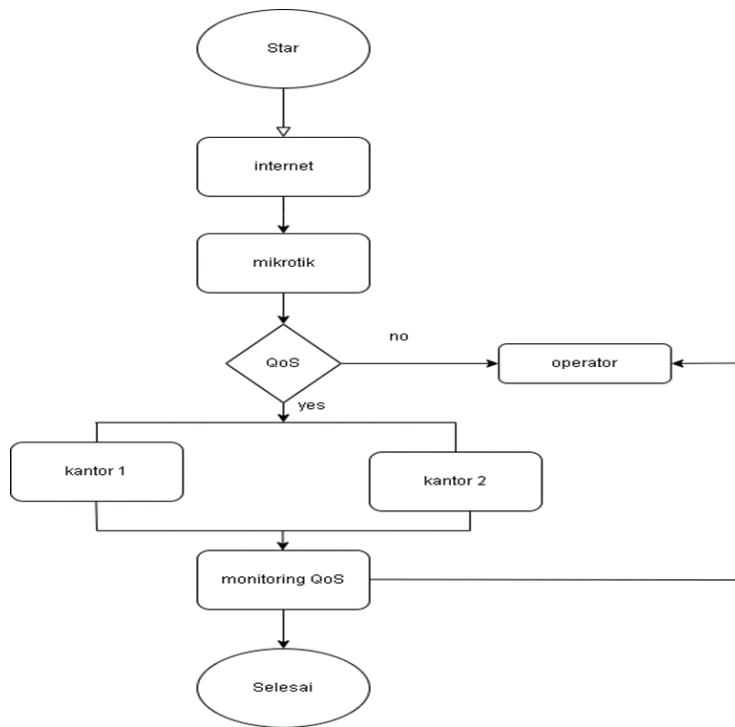 Star
internet
mikrotik
no
QoS
operator
yes
kantor 1
kantor 2
monitoring QoS
Selesai